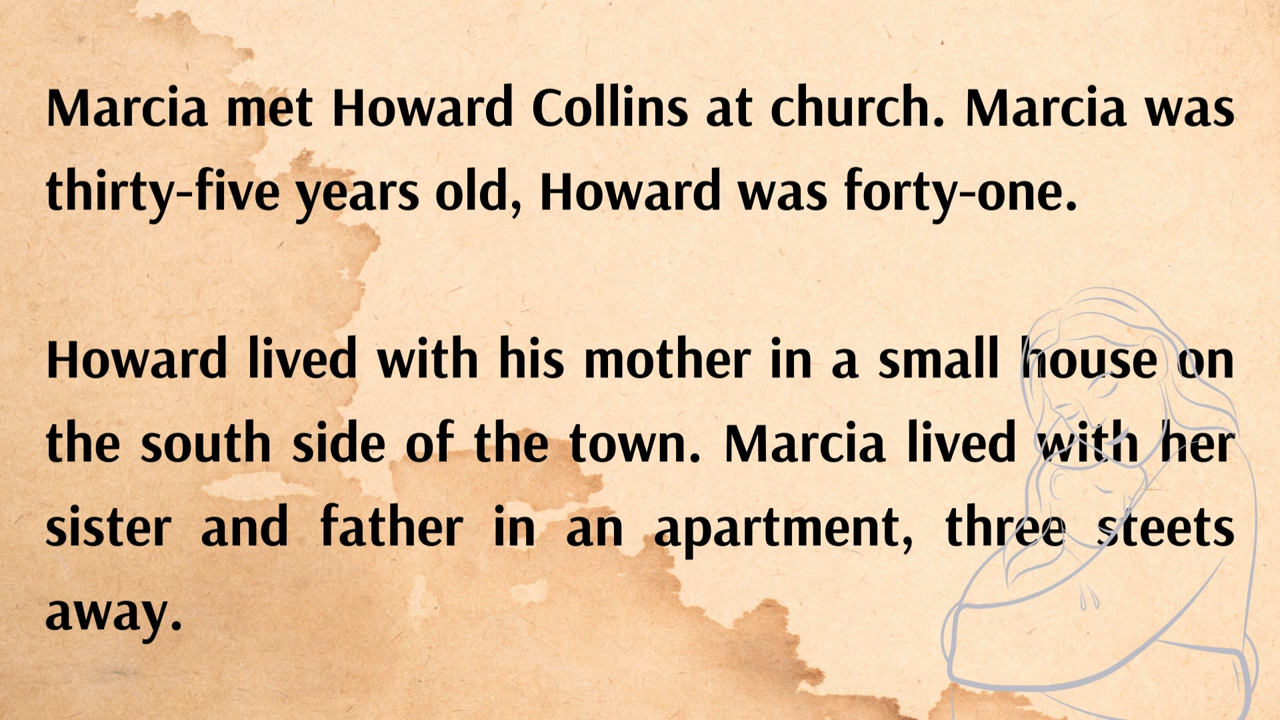 Marcia met Howard Collins at church. Marcia was
thirty-five years old, Howard was forty-one.
Howard lived with his mother in a small house on
the south side of the town. Marcia lived with her
sister and father in an apartment, three steets
away.